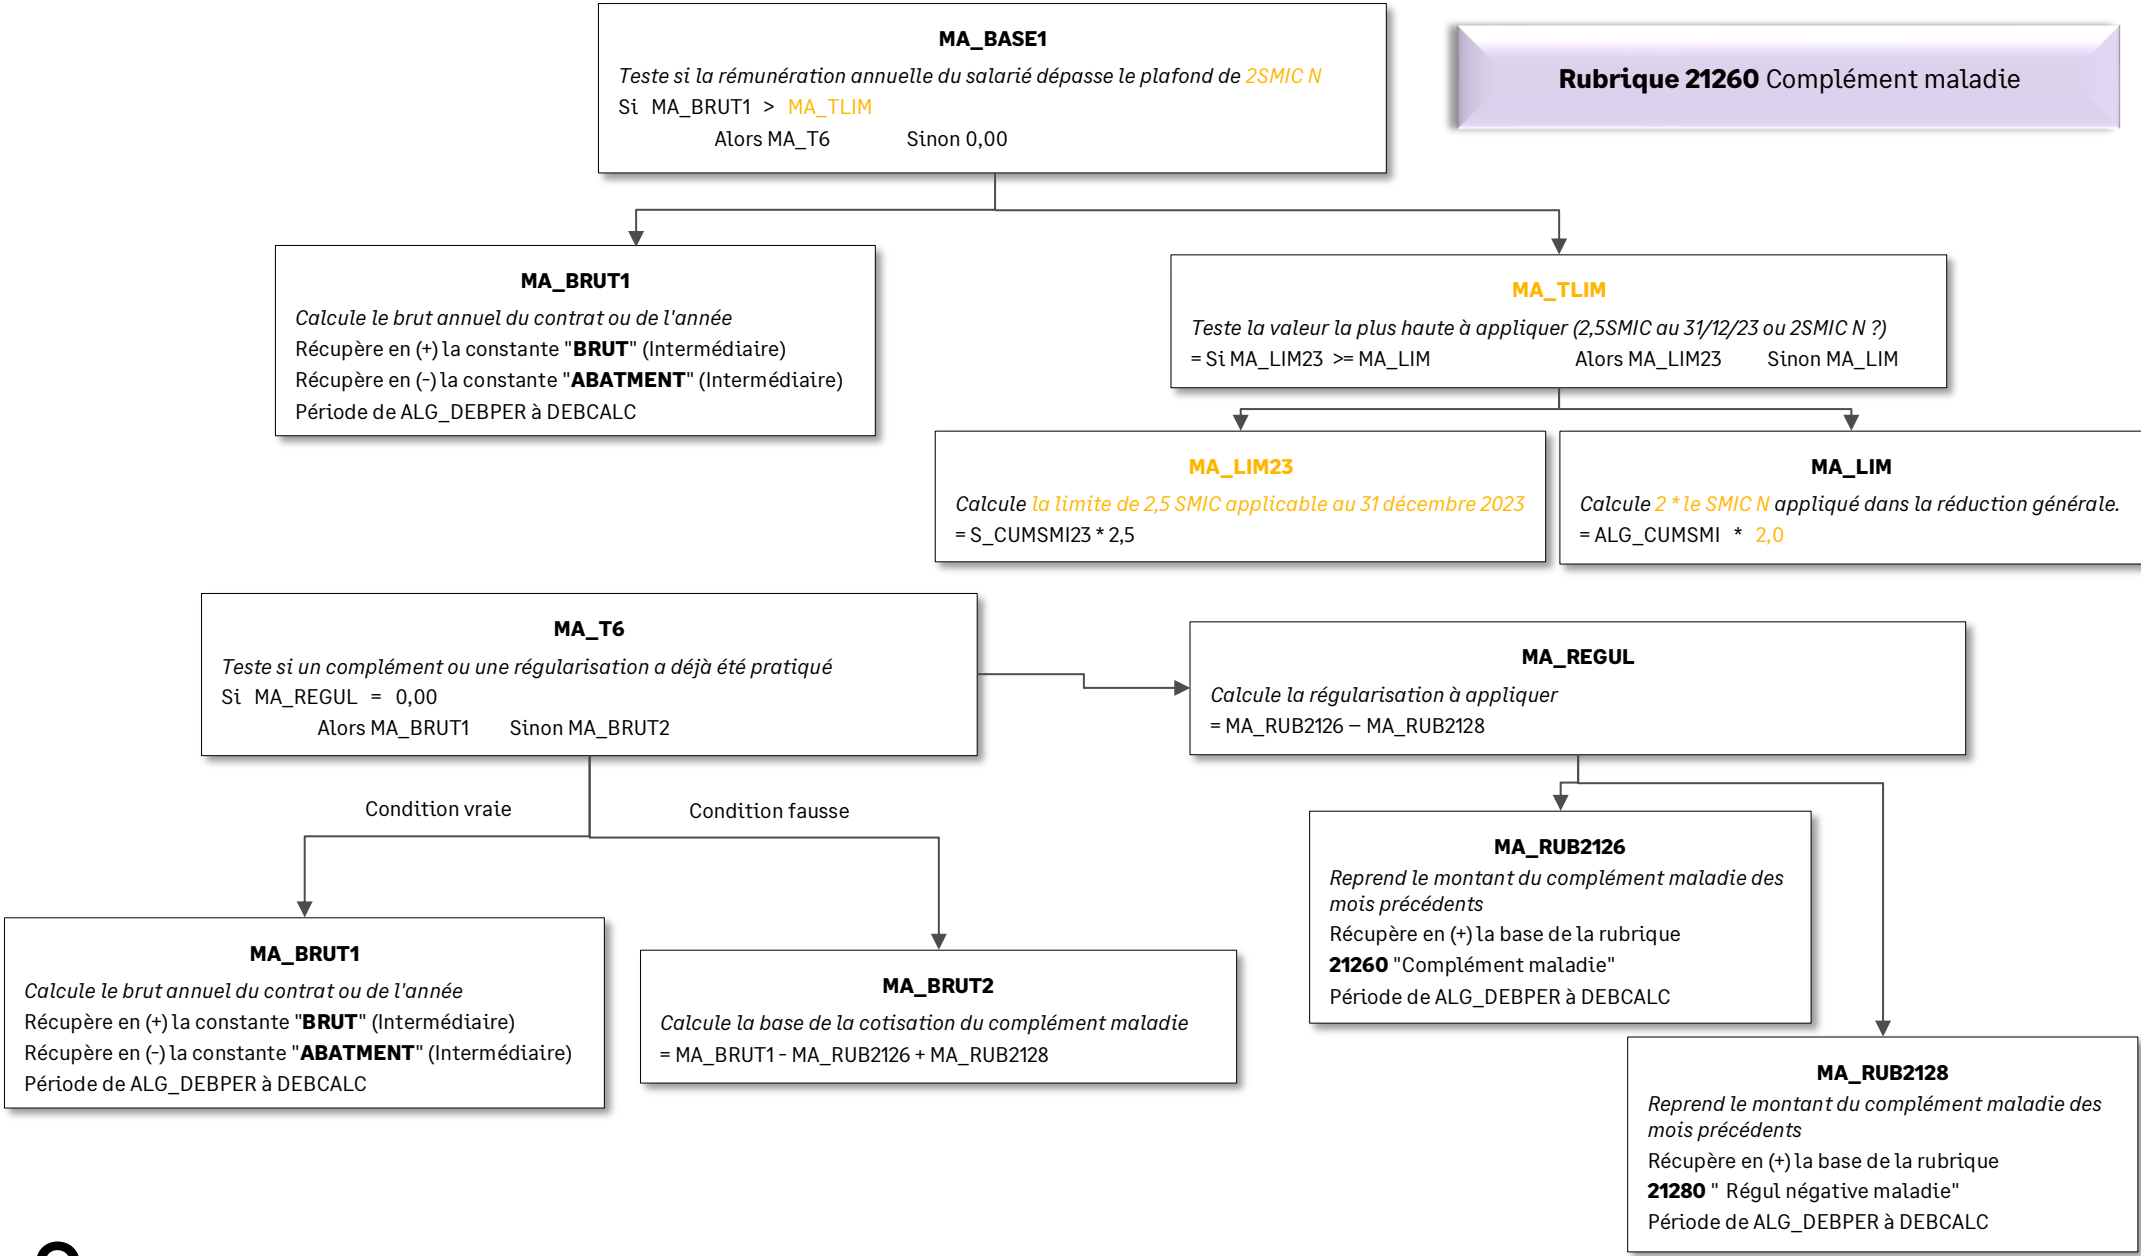 MA_BASE1
Teste si la rémunération annuelle du salarié dépasse le plafond de 2SMIC N
Si MA_BRUT1 > MA_TLIM
Alors MA_T6 Sinon 0,00
Rubrique 21260 Complément maladie
MA_BRUT1
Calcule le brut annuel du contrat ou de l'année
Récupère en (+) la constante "BRUT" (Intermédiaire)
Récupère en (-) la constante "ABATMENT" (Intermédiaire)
Période de ALG_DEBPER à DEBCALC
MA_TLIM
Teste la valeur la plus haute à appliquer (2,5SMIC au 31/12/23 ou 2SMIC N ?)
= Si MA_LIM23 >= MA_LIM Alors MA_LIM23 Sinon MA_LIM
MA_LIM23
Calcule la limite de 2,5 SMIC applicable au 31 décembre 2023
= S_CUMSMI23 * 2,5
MA_LIM
Calcule 2 * le SMIC N appliqué dans la réduction générale.
= ALG_CUMSMI * 2,0
MA_T6
Teste si un complément ou une régularisation a déjà été pratiqué
Si MA_REGUL = 0,00
Alors MA_BRUT1 Sinon MA_BRUT2
MA_REGUL
Calcule la régularisation à appliquer
= MA_RUB2126 – MA_RUB2128
Condition vraie
Condition fausse
MA_BRUT1
Calcule le brut annuel du contrat ou de l'année
Récupère en (+) la constante "BRUT" (Intermédiaire)
Récupère en (-) la constante "ABATMENT" (Intermédiaire)
Période de ALG_DEBPER à DEBCALC
MA_BRUT2
Calcule la base de la cotisation du complément maladie
= MA_BRUT1 - MA_RUB2126 + MA_RUB2128
MA_RUB2126
Reprend le montant du complément maladie des
mois précédents
Récupère en (+) la base de la rubrique
21260 "Complément maladie"
Période de ALG_DEBPER à DEBCALC
MA_RUB2128
Reprend le montant du complément maladie des
mois précédents
Récupère en (+) la base de la rubrique
21280 " Régul négative maladie"
Période de ALG_DEBPER à DEBCALC